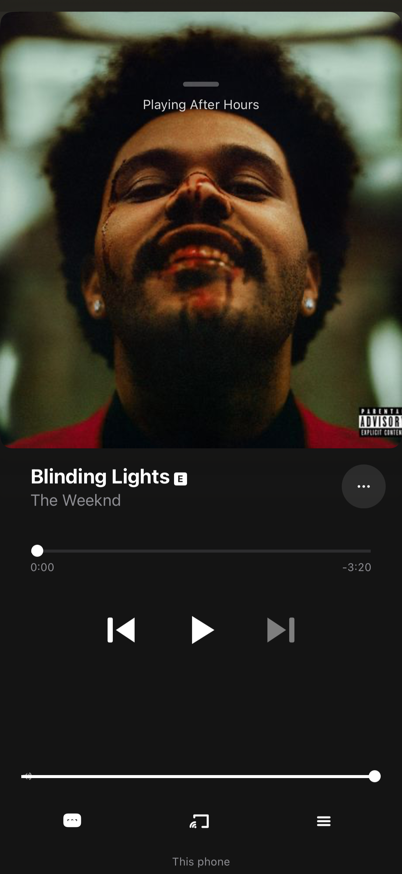 Playing After Hours
PARENTAL
ADVISORY
EXPLICIT CONTENT
Blinding Lights E
The Weeknd
0:00
-3:20
This phone